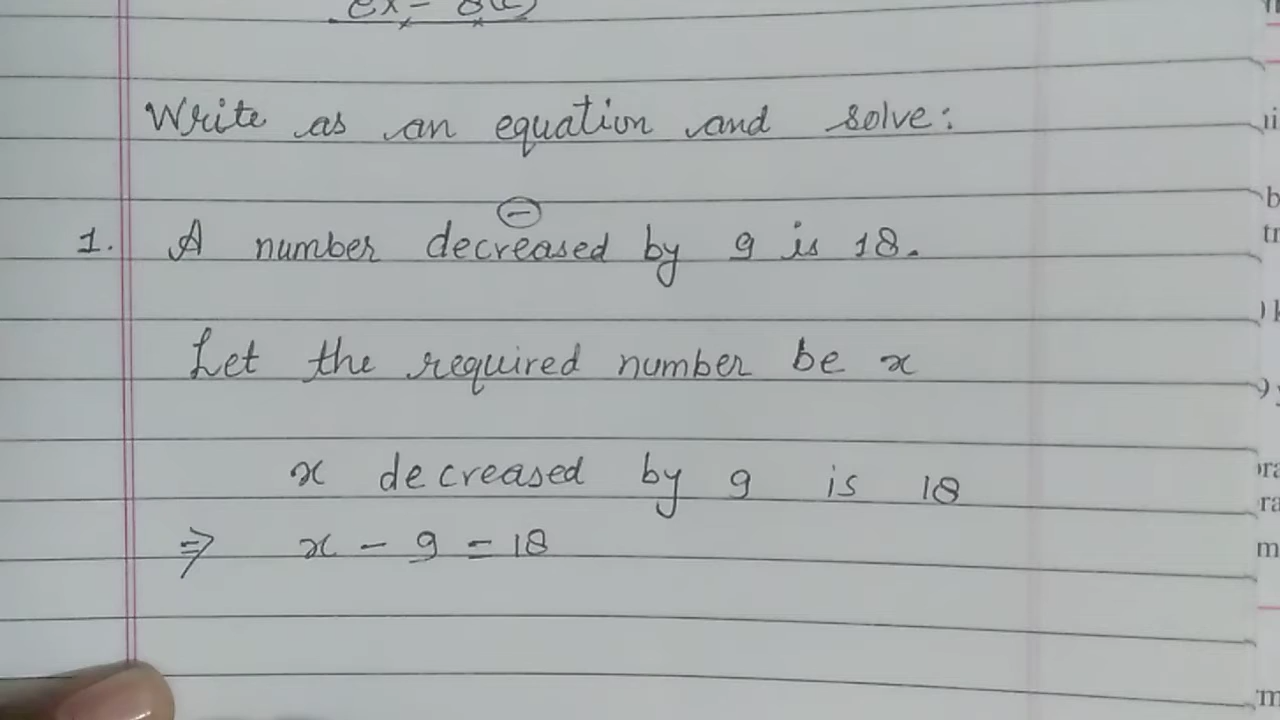 Write as an equation and solve:
⊖
1. A number decreased by 9 is 18.
Let the required number be x
x decreased by 9 is 18
⇒ x - 9 = 18